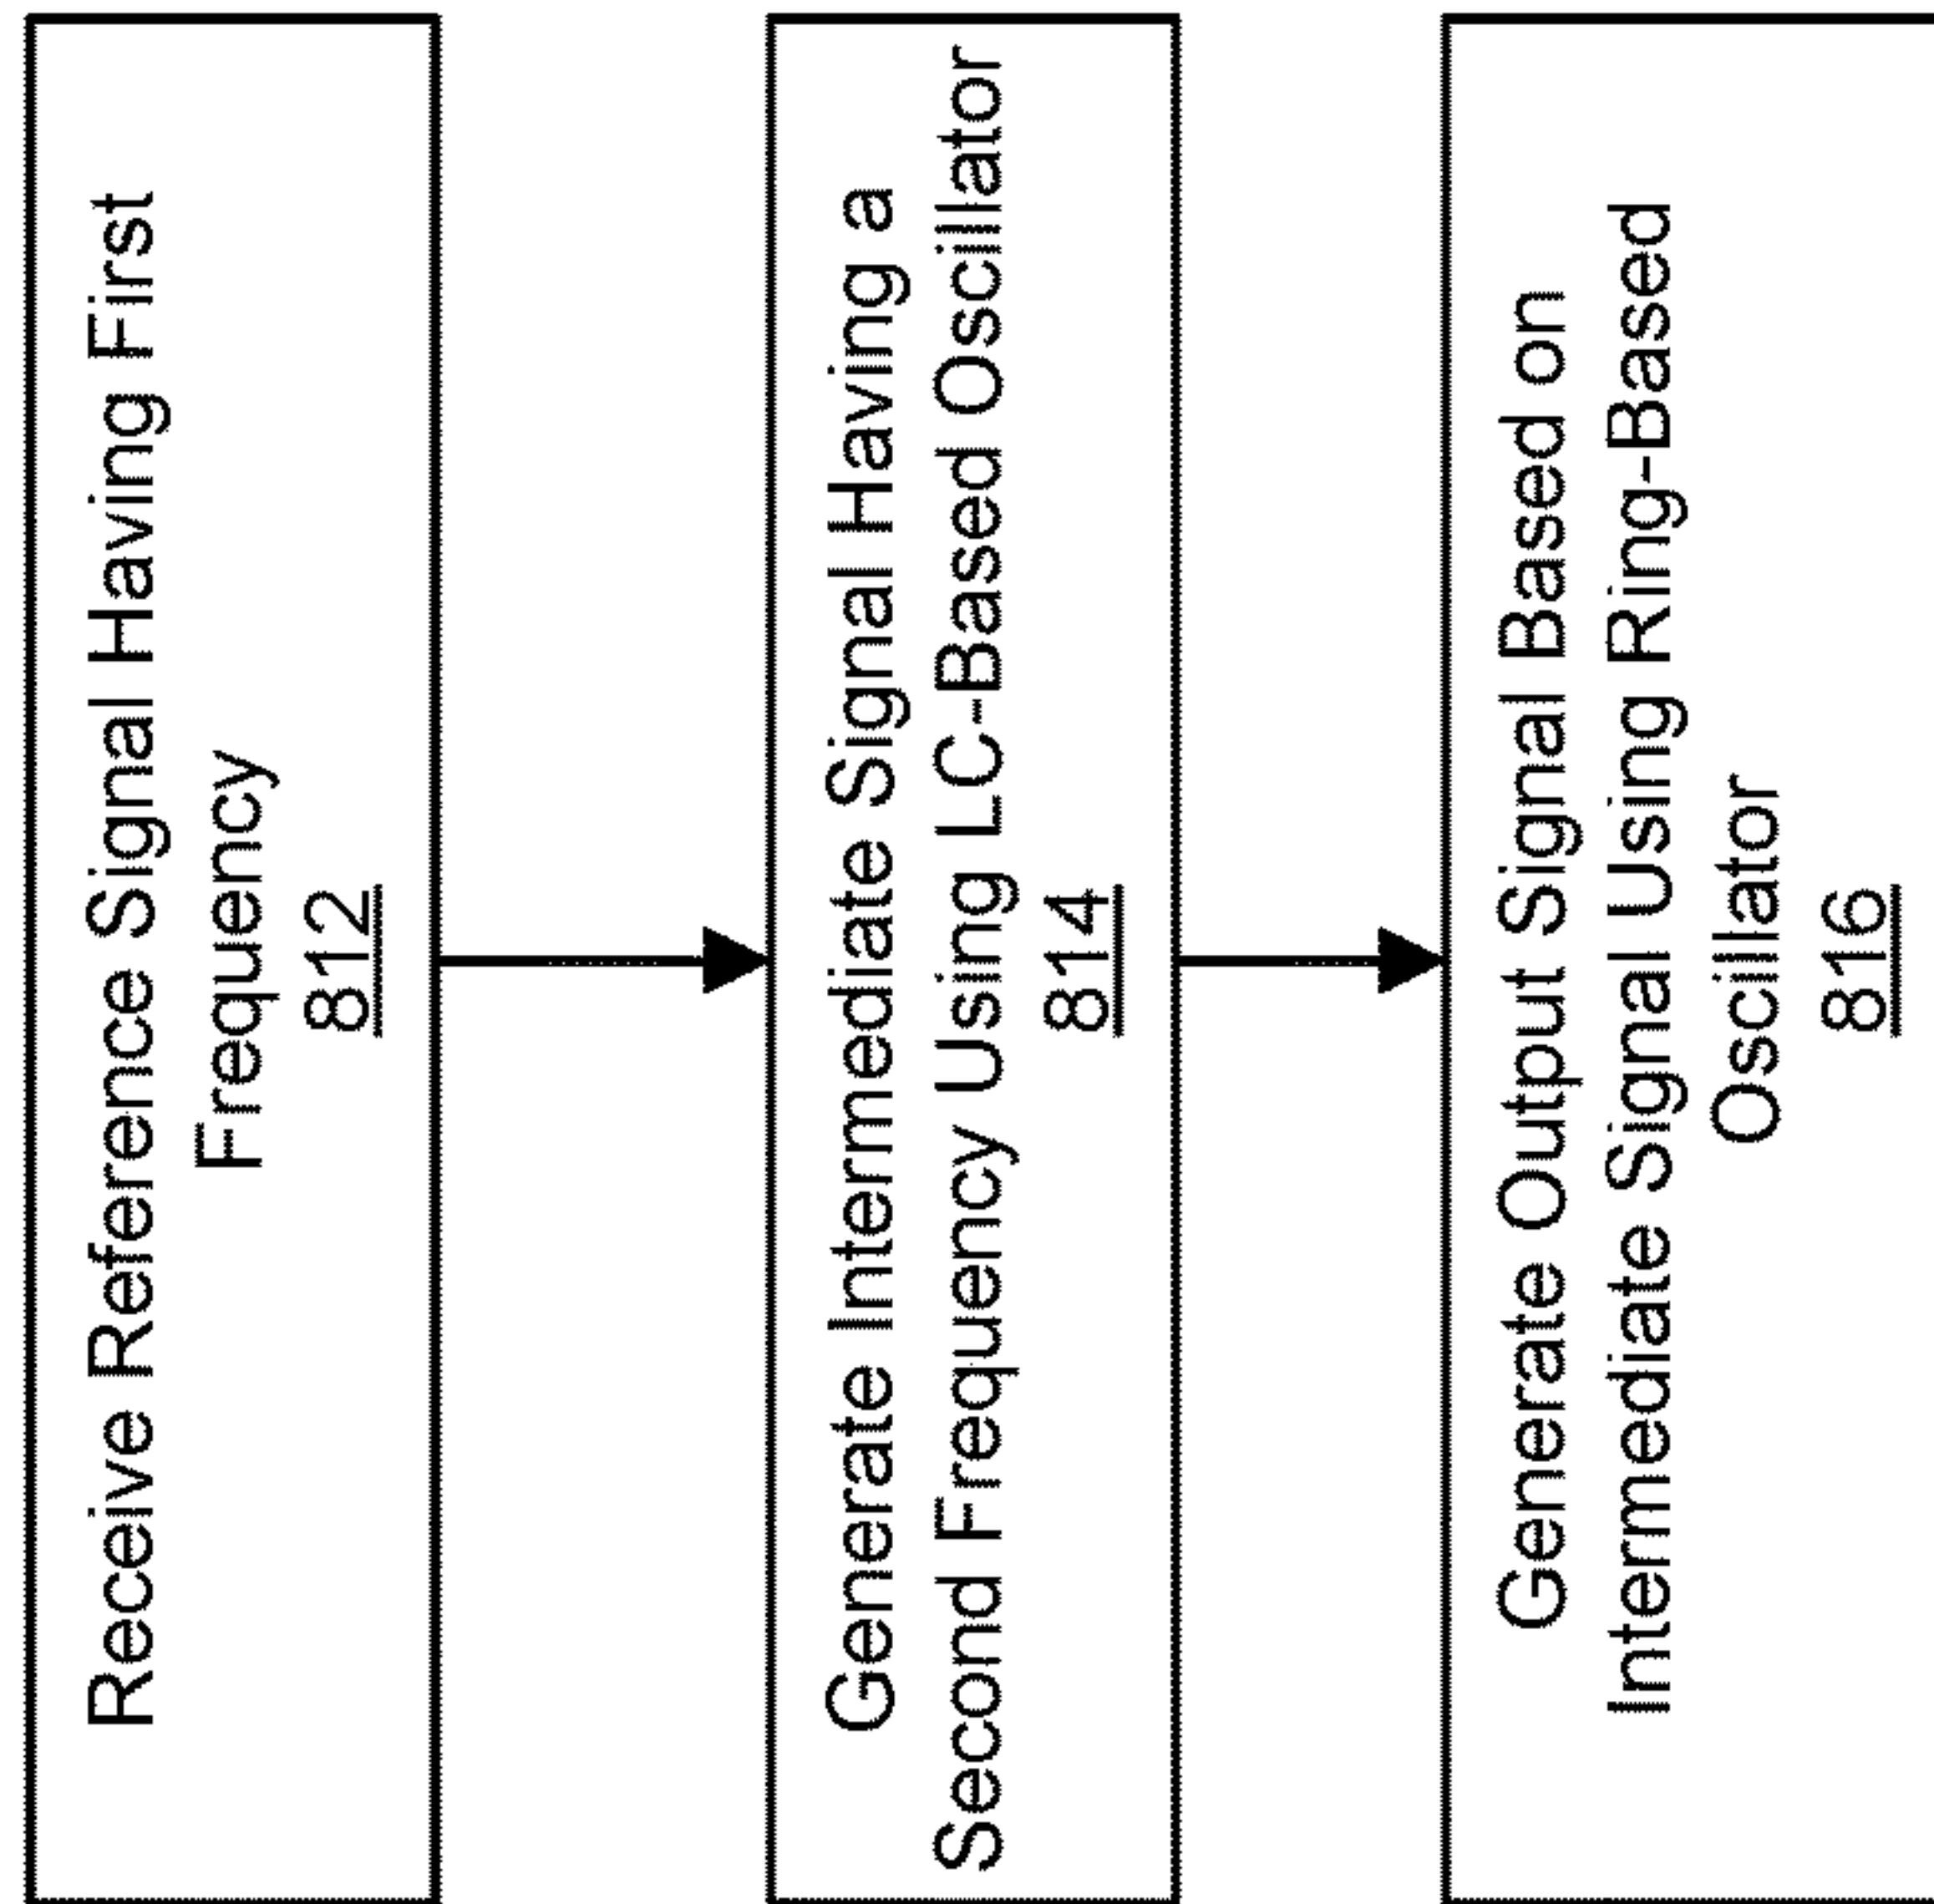 Receive Reference Signal Having First
Frequency
812
Generate Intermediate Signal Having a
Second Frequency Using LC-Based Oscillator
814
Generate Output Signal Based on
Intermediate Signal Using Ring-Based
Oscillator
816